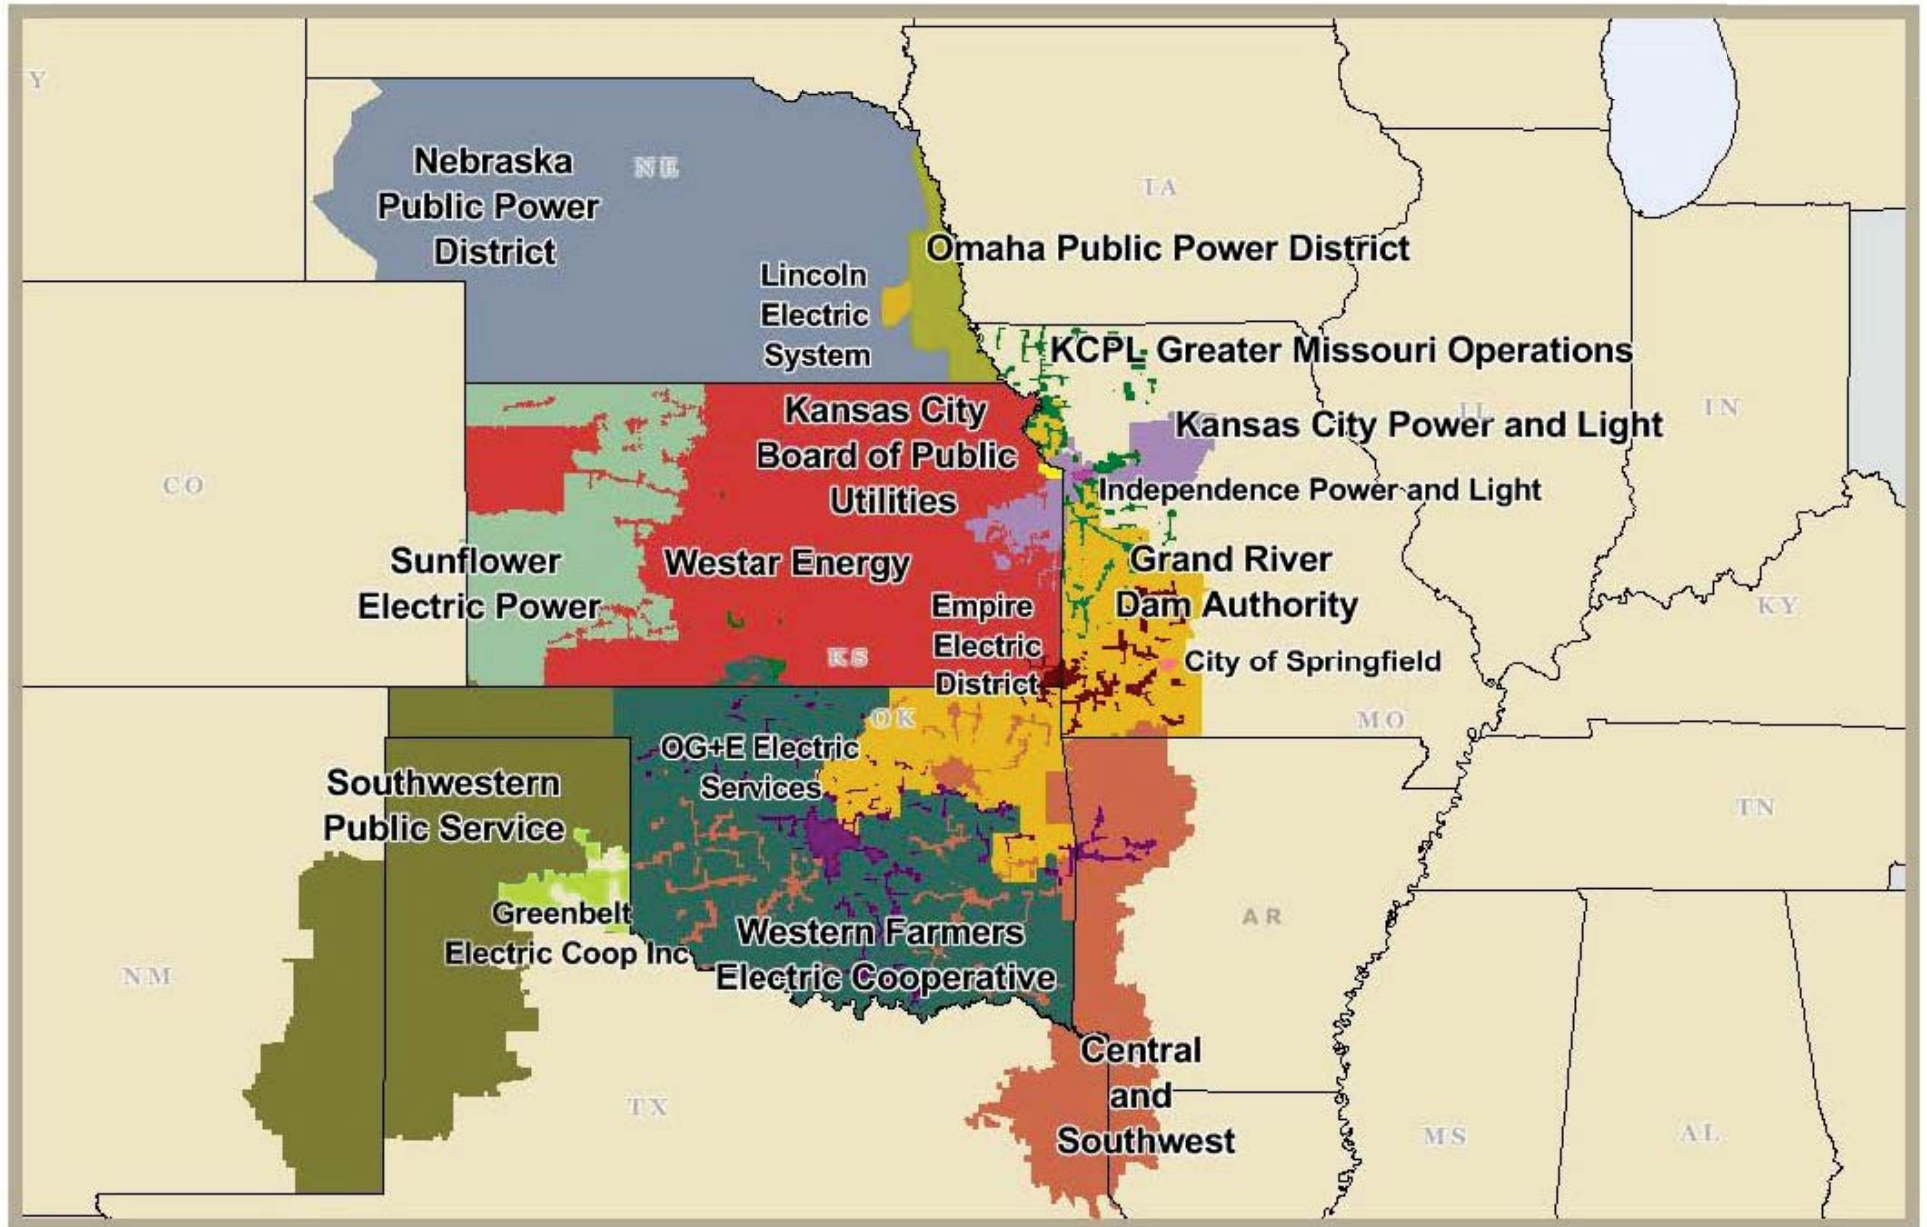 Y
Nebraska
Public Power
District
NE
IA
Omaha Public Power District
Lincoln
Electric
System
KCPL Greater Missouri Operations
Kansas City
Board of Public
Utilities
Kansas City Power and Light
IL
IN
CO
Independence Power and Light
Sunflower
Electric Power
Westar Energy
Grand River
Dam Authority
Empire
Electric
District
KS
City of Springfield
KY
OK
MO
OG+E Electric
Services
Southwestern
Public Service
TN
Greenbelt
Electric Coop Inc
Western Farmers
Electric Cooperative
AR
NM
Central
and
Southwest
TX
MS
AL